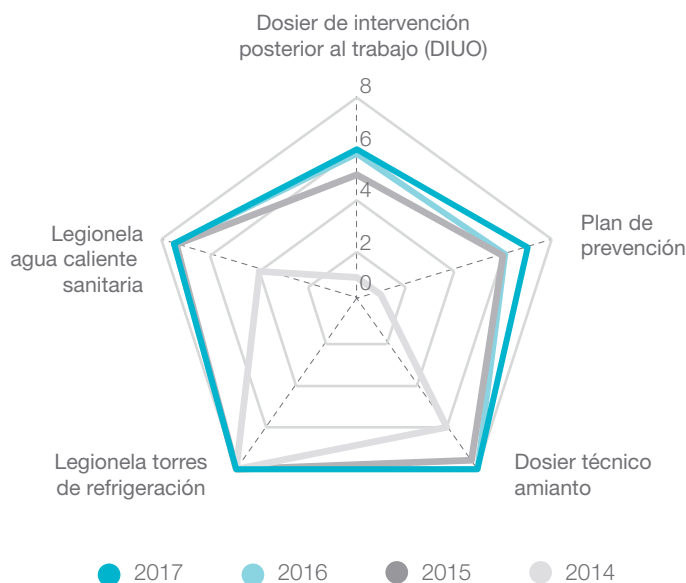 Dosier de intervención
posterior al trabajo (DIUO)
8
6
4
2
0
Legionela
agua caliente
sanitaria
Plan de
prevención
Legionela torres
de refrigeración
Dosier técnico
amianto
2017
2016
2015
2014